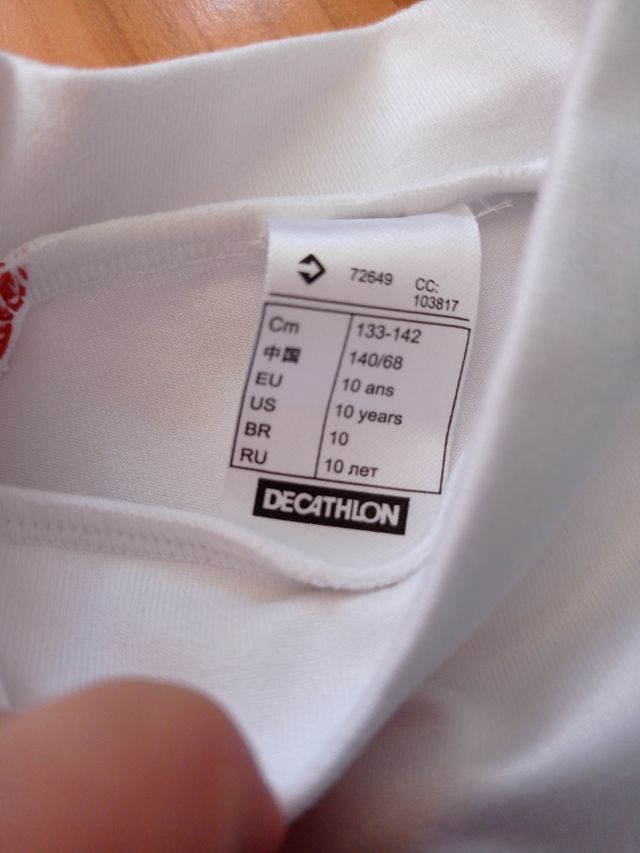 72649 CC:
103817
Cm 133-142
中国 140/68
EU 10 ans
US 10 years
BR 10
RU 10 лет
DECATHLON